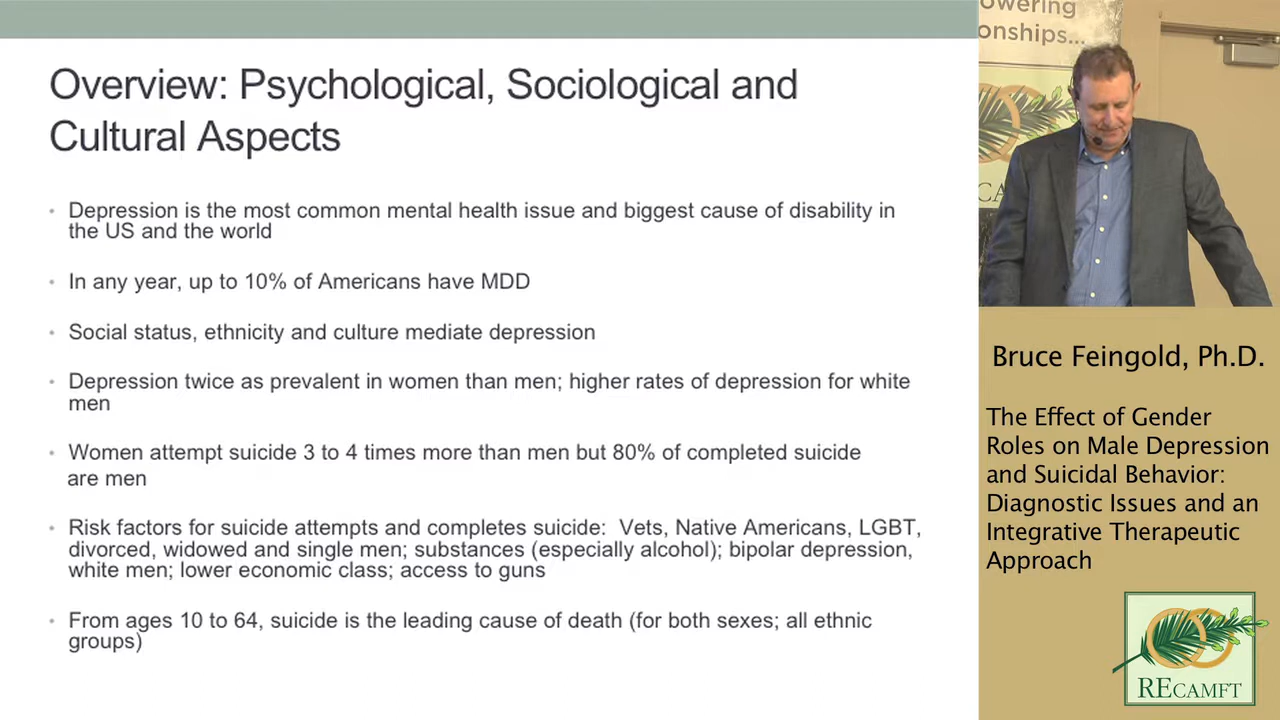 Overview: Psychological, Sociological and
Cultural Aspects
• Depression is the most common mental health issue and biggest cause of disability in
the US and the world
• In any year, up to 10% of Americans have MDD
• Social status, ethnicity and culture mediate depression
• Depression twice as prevalent in women than men; higher rates of depression for white
men
• Women attempt suicide 3 to 4 times more than men but 80% of completed suicide
are men
• Risk factors for suicide attempts and completes suicide: Vets, Native Americans, LGBT,
divorced, widowed and single men; substances (especially alcohol); bipolar depression,
white men; lower economic class; access to guns
• From ages 10 to 64, suicide is the leading cause of death (for both sexes; all ethnic
groups)
Bruce Feingold, Ph.D.
The Effect of Gender
Roles on Male Depression
and Suicidal Behavior:
Diagnostic Issues and an
Integrative Therapeutic
Approach
RECAMFT